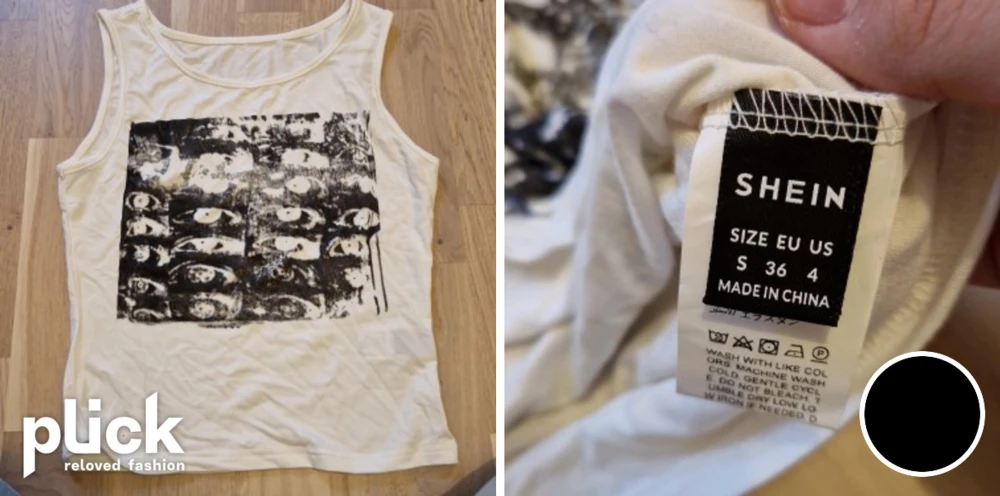 plick
reloved fashion
SHEIN
SIZE EU US
S 36 4
MADE IN CHINA
WASH WITH LIKE COL
ORS. MACHINE WASH
COLD. GENTLE CYCL
E. DO NOT BLEACH. T
UMBLE DRY LOW. LO
W IRON IF NEEDED. D